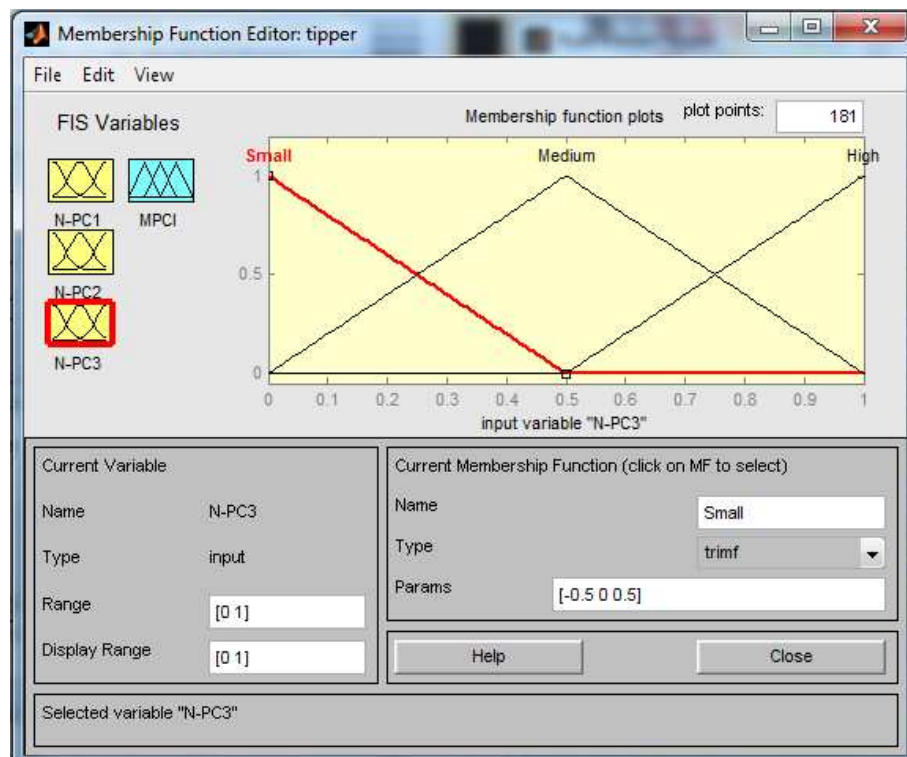 Membership Function Editor: tipper
File Edit View
FIS Variables
Membership function plots plot points: 181
N-PC1 MPCI
N-PC2
N-PC3
Small Medium High
1
0.5
0
0 0.1 0.2 0.3 0.4 0.5 0.6 0.7 0.8 0.9 1
input variable "N-PC3"
Current Variable
Name N-PC3
Type input
Range [0 1]
Display Range [0 1]
Current Membership Function (click on MF to select)
Name Small
Type trimf
Params [-0.5 0 0.5]
Help Close
Selected variable "N-PC3"